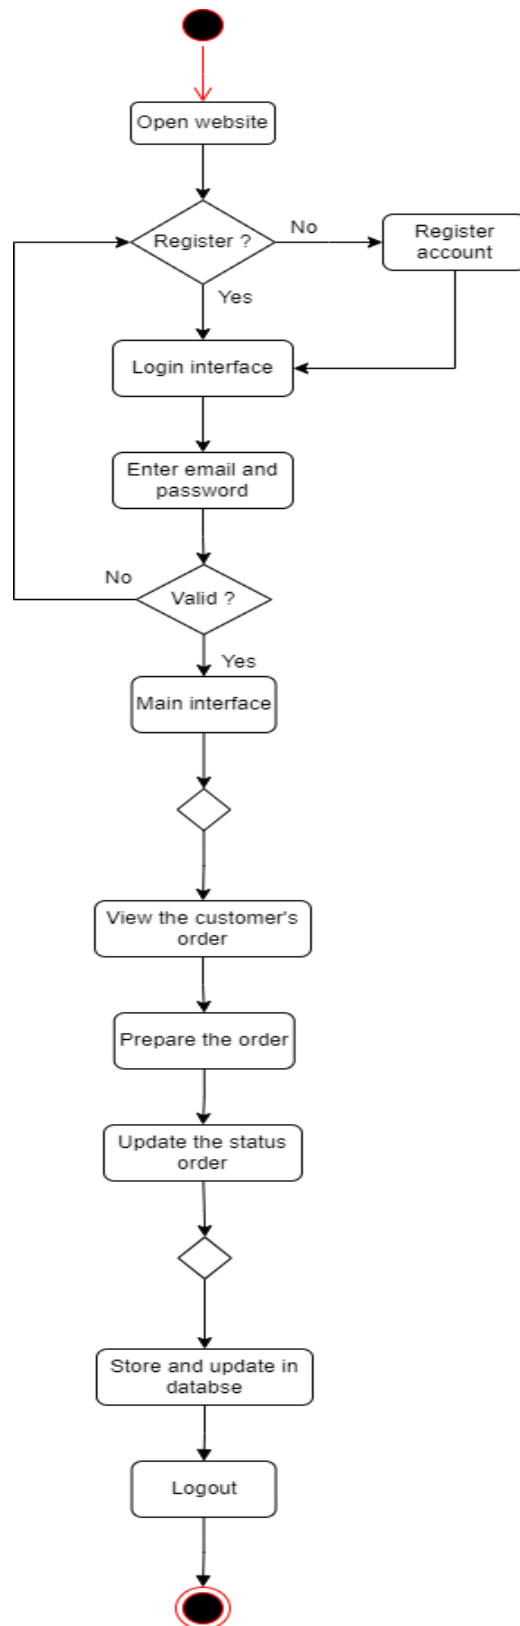 Open website
Register ?
No
Register
account
Yes
Login interface
Enter email and
password
No
Valid ?
Yes
Main interface
View the customer's
order
Prepare the order
Update the status
order
Store and update in
databse
Logout